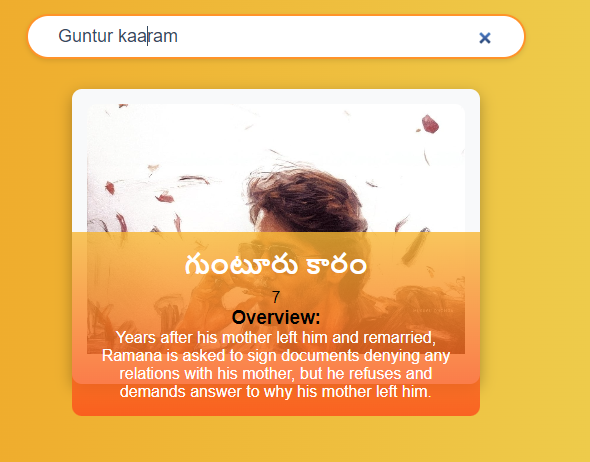 Guntur kaaram
గుంటూరు కారం
7
Overview:
Years after his mother left him and remarried,
Ramana is asked to sign documents denying any
relations with his mother, but he refuses and
demands answer to why his mother left him.